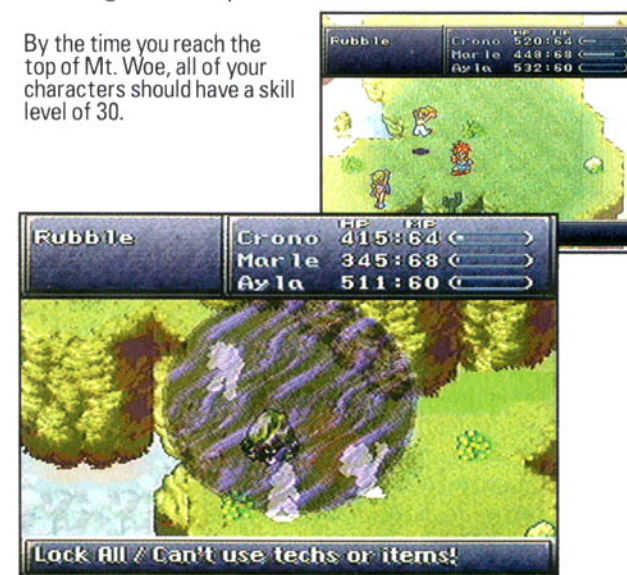 By the time you reach the
top of Mt. Woe, all of your
characters should have a skill
level of 30.
HP MP
Rubble Crono 520:64
Marle 448:68
Ayla 532:60
HP MP
Rubble Crono 415:64
Marle 345:68
Ayla 511:60
Lock All / Can't use techs or items!